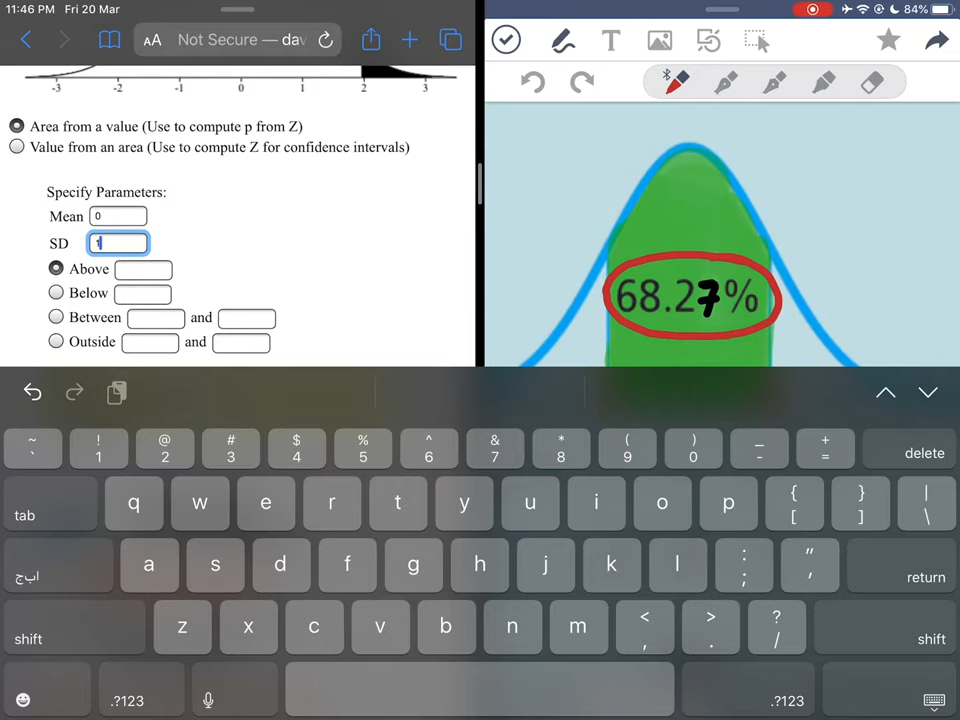 11:46 PM Fri 20 Mar
84%
AA Not Secure — dav
-3 -2 -1 0 1 2 3
Area from a value (Use to compute p from Z)
Value from an area (Use to compute Z for confidence intervals)
Specify Parameters:
Mean 0
SD 1
Above
Below
Between and
Outside and
T
68.27%
~ ! @ # $ % ^ & * ( ) _ +
` 1 2 3 4 5 6 7 8 9 0 - = delete
tab q w e r t y u i o p { [ } ] | \
ابج a s d f g h j k l : ; " ' return
shift z x c v b n m < , > . ? / shift
.?123 .?123